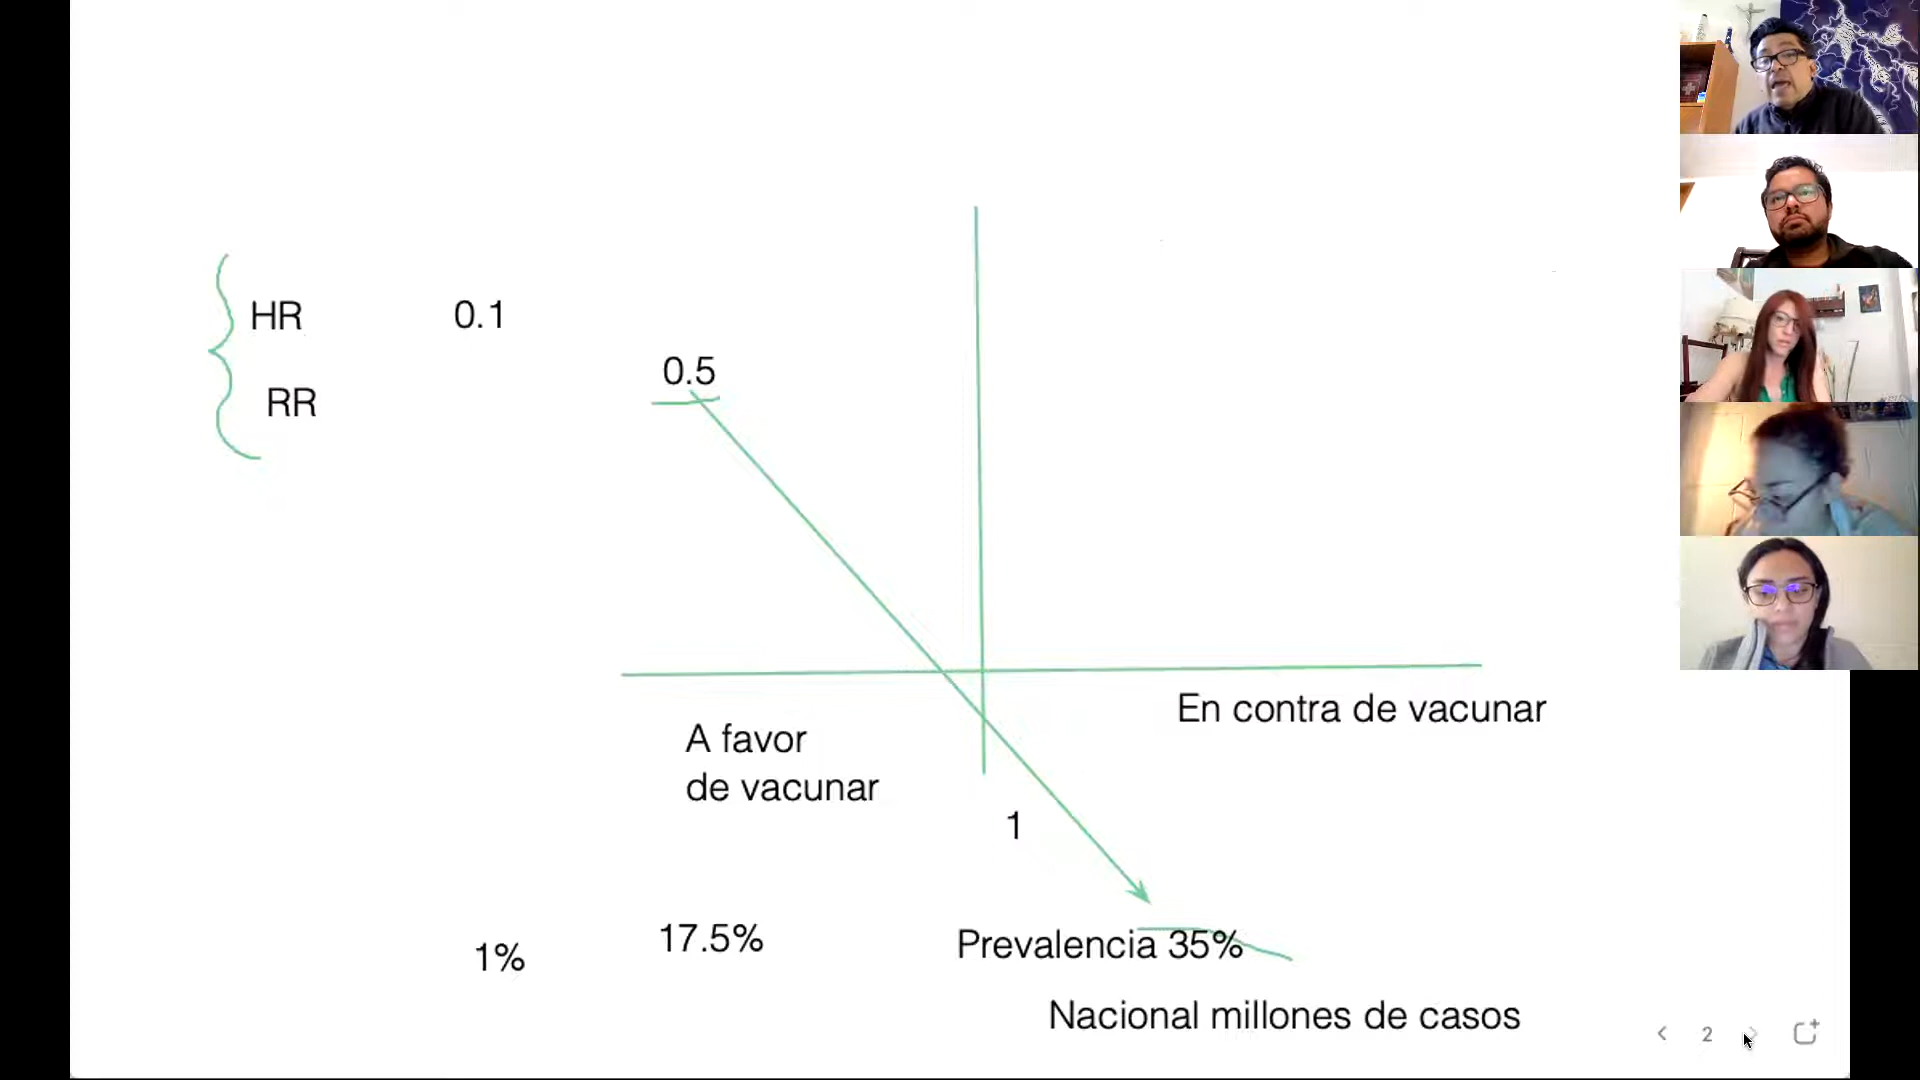 HR
0.1
0.5
RR
En contra de vacunar
A favor
de vacunar
1
1%
17.5%
Prevalencia 35%
Nacional millones de casos
2